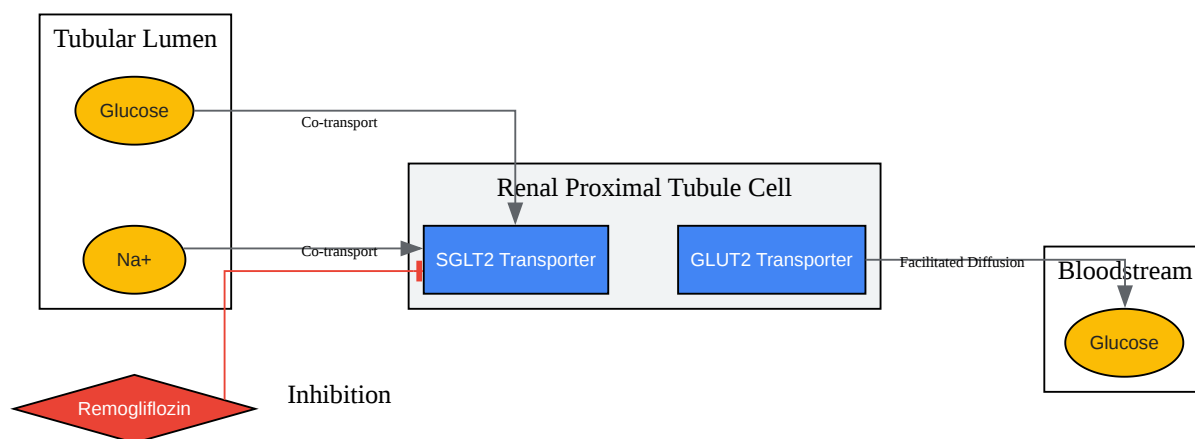 Tubular Lumen
Glucose
Co-transport
Renal Proximal Tubule Cell
Na+
Co-transport
SGLT2 Transporter
GLUT2 Transporter
Facilitated Diffusion
Bloodstream
Glucose
Remogliflozin
Inhibition